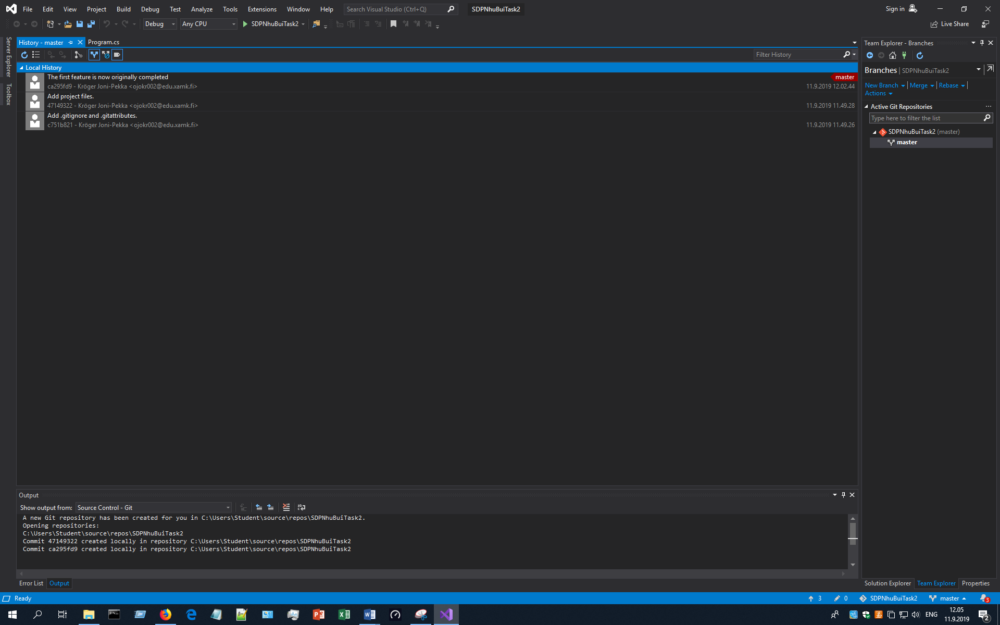 File Edit View Project Build Debug Test Analyze Tools Extensions Window Help Search Visual Studio (Ctrl+Q) SDPNhuBuiTask2 Sign in
Debug Any CPU SDPNhuBuiTask2 Live Share
Server Explorer
Toolbox
History - master Program.cs
Filter History
Local History
The first feature is now originally completed master
ca295fd9 - Kröger Joni-Pekka <ojokr002@edu.xamk.fi> 11.9.2019 12.02.44
Add project files.
47149322 - Kröger Joni-Pekka <ojokr002@edu.xamk.fi> 11.9.2019 11.49.28
Add .gitignore and .gitattributes.
c751b821 - Kröger Joni-Pekka <ojokr002@edu.xamk.fi> 11.9.2019 11.49.26
Team Explorer - Branches
Branches | SDPNhuBuiTask2
New Branch Merge Rebase
Actions
Active Git Repositories
Type here to filter the list
SDPNhuBuiTask2 (master)
master
Output
Show output from: Source Control - Git
A new Git repository has been created for you in C:\Users\Student\source\repos\SDPNhuBuiTask2.
Opening repositories:
C:\Users\Student\source\repos\SDPNhuBuiTask2
Commit 47149322 created locally in repository C:\Users\Student\source\repos\SDPNhuBuiTask2
Commit ca295fd9 created locally in repository C:\Users\Student\source\repos\SDPNhuBuiTask2
Error List Output
Solution Explorer Team Explorer Properties
Ready 3 0 SDPNhuBuiTask2 master 3
ENG 12.05
11.9.2019 2